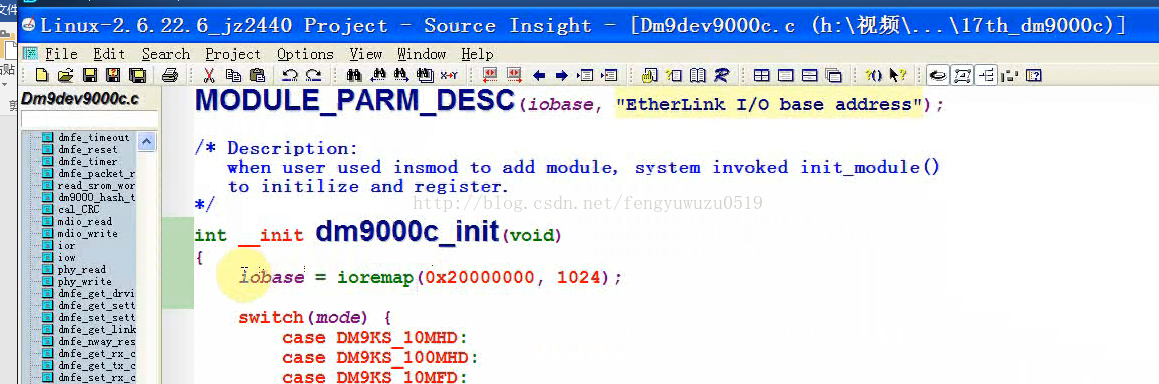 文件
Linux-2.6.22.6_jz2440 Project - Source Insight - [Dm9dev9000c.c (h:\视频\...\17th_dm9000c)]
File Edit Search Project Options View Window Help
Dm9dev9000c.c
dmfe_timeout
dmfe_reset
dmfe_timer
dmfe_packet_r
read_srom_wor
dm9000_hash_t
cal_CRC
mdio_read
mdio_write
ior
iow
phy_read
phy_write
dmfe_get_drvi
dmfe_get_sett
dmfe_set_sett
dmfe_get_link
dmfe_nway_res
dmfe_get_rx_c
dmfe_get_tx_c
dmfe_set_rx_c
MODULE_PARM_DESC(iobase, "EtherLink I/O base address");
/* Description:
when user used insmod to add module, system invoked init_module()
to initilize and register.
*/
http://blog.csdn.net/fengyuwuzu0519
int __init dm9000c_init(void)
{
iobase = ioremap(0x20000000, 1024);
switch(mode) {
case DM9KS_10MHD:
case DM9KS_100MHD:
case DM9KS_10MFD: